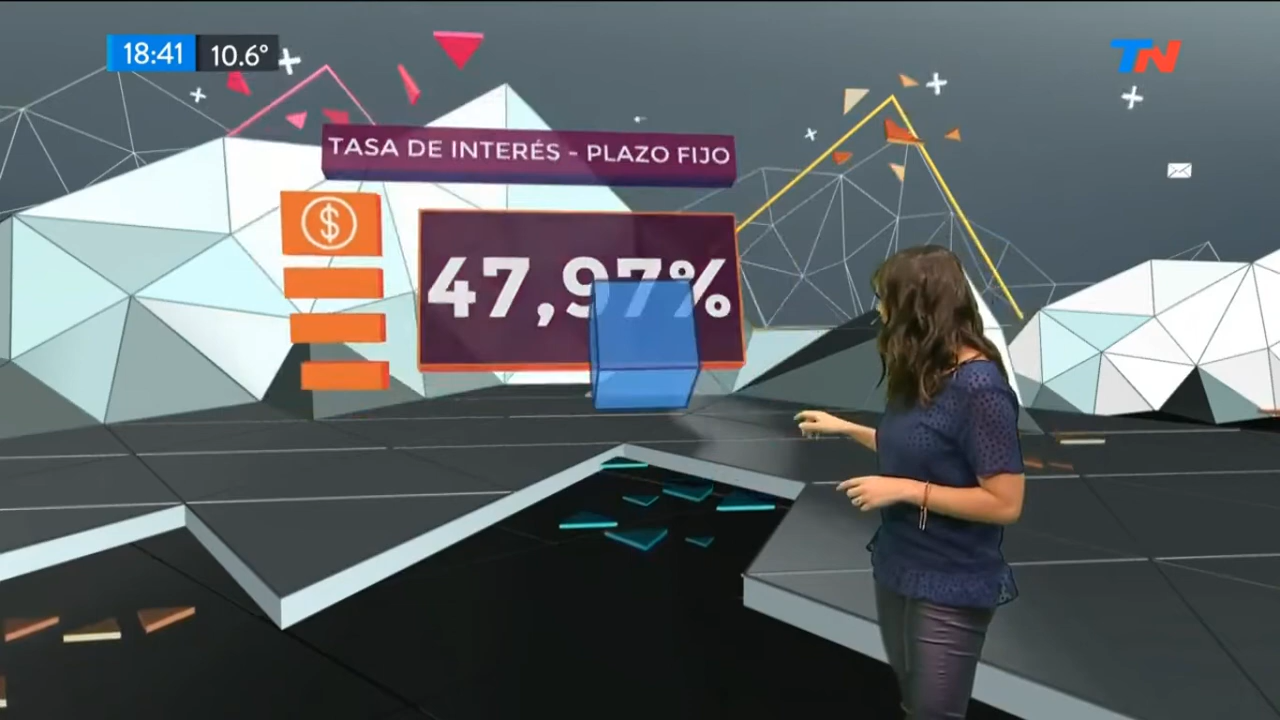 18:41 10.6°
TN
TASA DE INTERÉS - PLAZO FIJO
$
47,97%